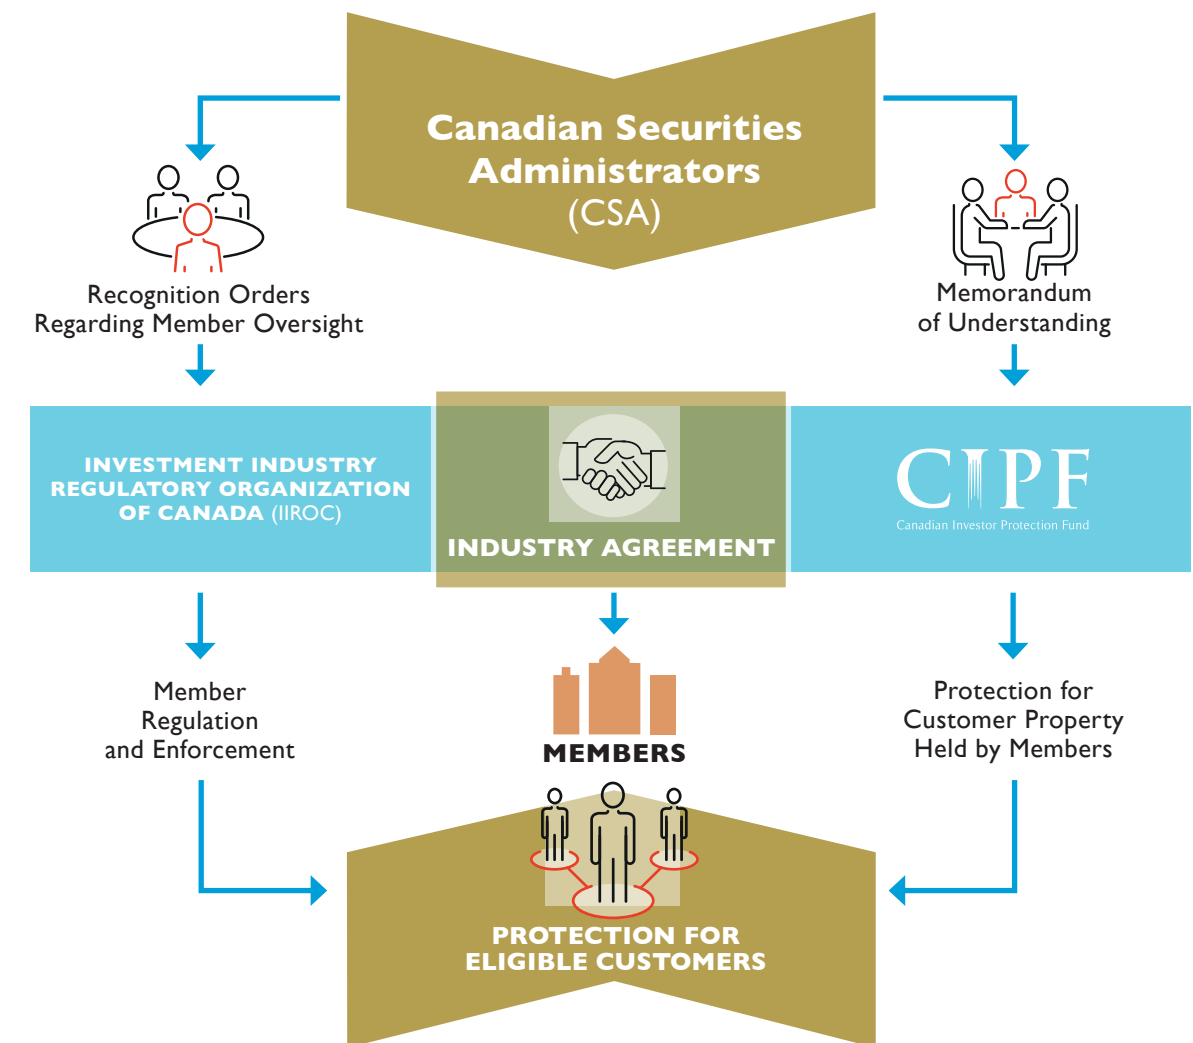 Canadian Securities
Administrators
(CSA)
Recognition Orders
Regarding Member Oversight
Memorandum
of Understanding
INVESTMENT INDUSTRY
REGULATORY ORGANIZATION
OF CANADA (IIROC)
INDUSTRY AGREEMENT
CIPF
Canadian Investor Protection Fund
Member
Regulation
and Enforcement
MEMBERS
Protection for
Customer Property
Held by Members
PROTECTION FOR
ELIGIBLE CUSTOMERS